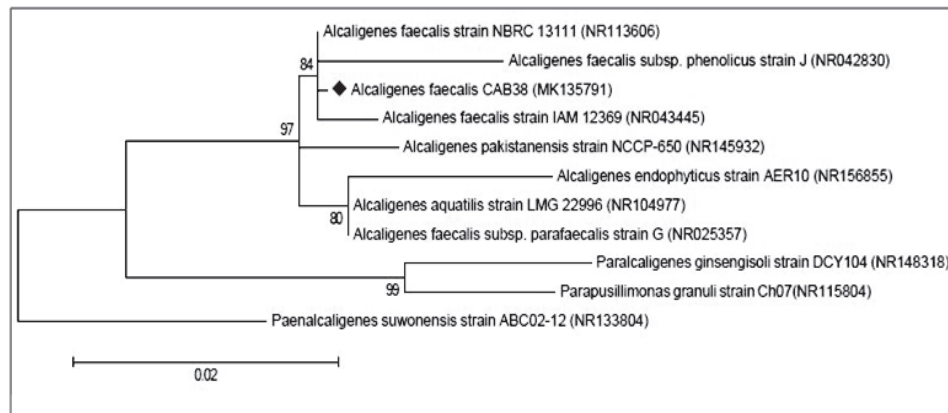 Alcaligenes faecalis strain NBRC 13111 (NR113606)
Alcaligenes faecalis subsp. phenolicus strain J (NR042830)
84
Alcaligenes faecalis CAB38 (MK135791)
Alcaligenes faecalis strain IAM 12369 (NR043445)
97
Alcaligenes pakistanensis strain NCCP-650 (NR145932)
Alcaligenes endophyticus strain AER10 (NR156855)
Alcaligenes aquatilis strain LMG 22996 (NR104977)
80
Alcaligenes faecalis subsp. parafaecalis strain G (NR025357)
Paralcaligenes ginsengisoli strain DCY104 (NR148318)
99
Parapusillimonas granuli strain Ch07(NR115804)
Paenalcaligenes suwonensis strain ABC02-12 (NR133804)
0.02